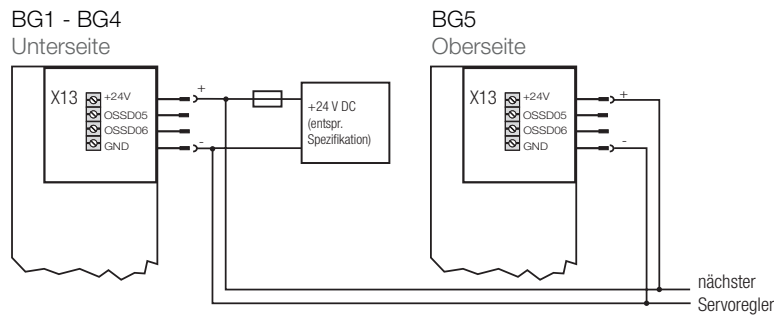 BG1 - BG4
Unterseite
X13
+24V
OSSD05
OSSD06
GND
+
-
+24 V DC
(entspr.
Spezifikation)
BG5
Oberseite
X13
+24V
OSSD05
OSSD06
GND
+
-
nächster
Servoregler